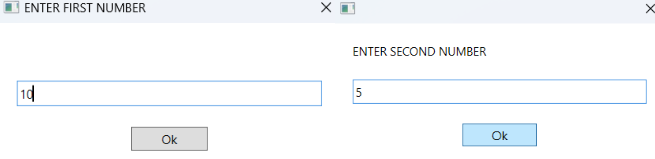 ENTER FIRST NUMBER
10
Ok
ENTER SECOND NUMBER
5
Ok